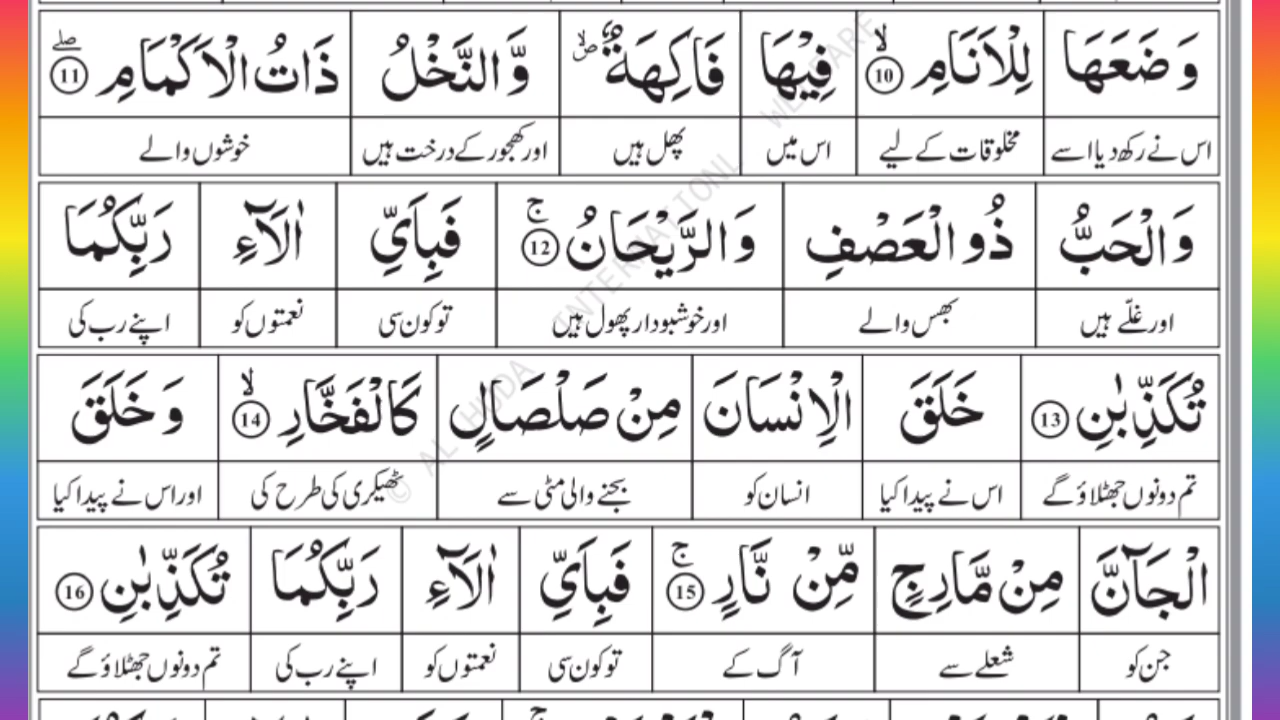 وَضَعَهَا لِلْاَنَامِ ۙ 10 فِيْهَا فَاكِهَةٌ ۪ۙ وَّالنَّخْلُ ذَاتُ الْاَكْمَامِ ۖ 11
اس نے رکھ دیا اسے مخلوقات کے لیے اس میں پھل ہیں اور کھجور کے درخت ہیں خوشوں والے
وَالْحَبُّ ذُو الْعَصْفِ وَالرَّيْحَانُ ۚ 12 فَبِاَيِّ اٰلَآءِ رَبِّكُمَا
اور غلّے ہیں بھس والے اور خوشبودار پھول ہیں تو کون سی نعمتوں کو اپنے رب کی
تُكَذِّبٰنِ 13 خَلَقَ الْاِنْسَانَ مِنْ صَلْصَالٍ كَالْفَخَّارِ ۙ 14 وَ خَلَقَ
تم دونوں جھٹلاؤ گے اس نے پیدا کیا انسان کو بجنے والی مٹی سے ٹھیکری کی طرح کی اور اس نے پیدا کیا
الْجَآنَّ مِنْ مَّارِجٍ مِّنْ نَّارٍ ۚ 15 فَبِاَيِّ اٰلَآءِ رَبِّكُمَا تُكَذِّبٰنِ 16
جن کو شعلے سے آگ کے تو کون سی نعمتوں کو اپنے رب کی تم دونوں جھٹلاؤ گے
© AL HUDA INTERNATIONL WELFARE